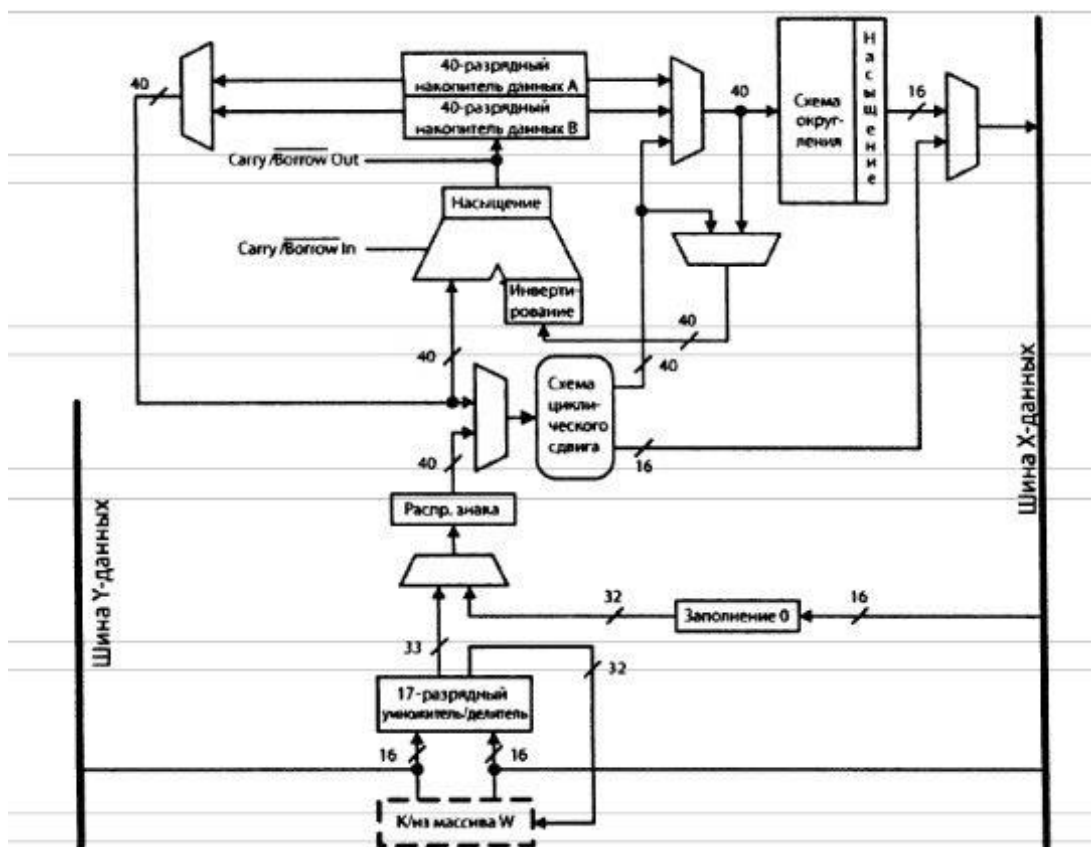 40-разрядный
накопитель данных А
40-разрядный
накопитель данных В
40
40
Схема
округ-
ления
Насыщение
16
Carry/Borrow Out
Насыщение
Carry/Borrow In
Инверти-
рование
40
40
40
Схема
цикли-
ческого
сдвига
16
40
Распр. знака
Шина Y-данных
Шина X-данных
32
Заполнение 0
16
33
32
17-разрядный
умножитель/делитель
16
16
К/из массива W